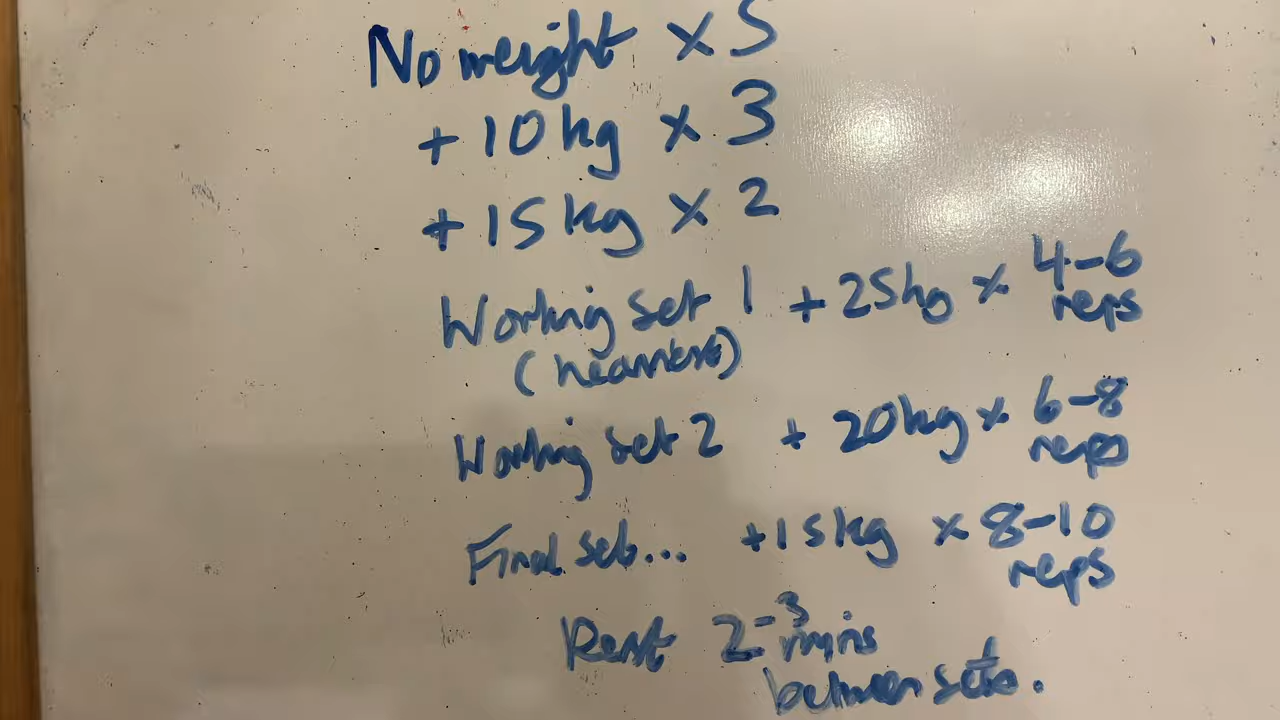 No weight x 5
+ 10 kg x 3
+ 15 kg x 2
Working set 1 + 25kg x 4-6 reps
(heaviest)
Working set 2 + 20kg x 6-8 reps
Final set... +15kg x 8-10 reps
Rest 2-3 mins
between sets.